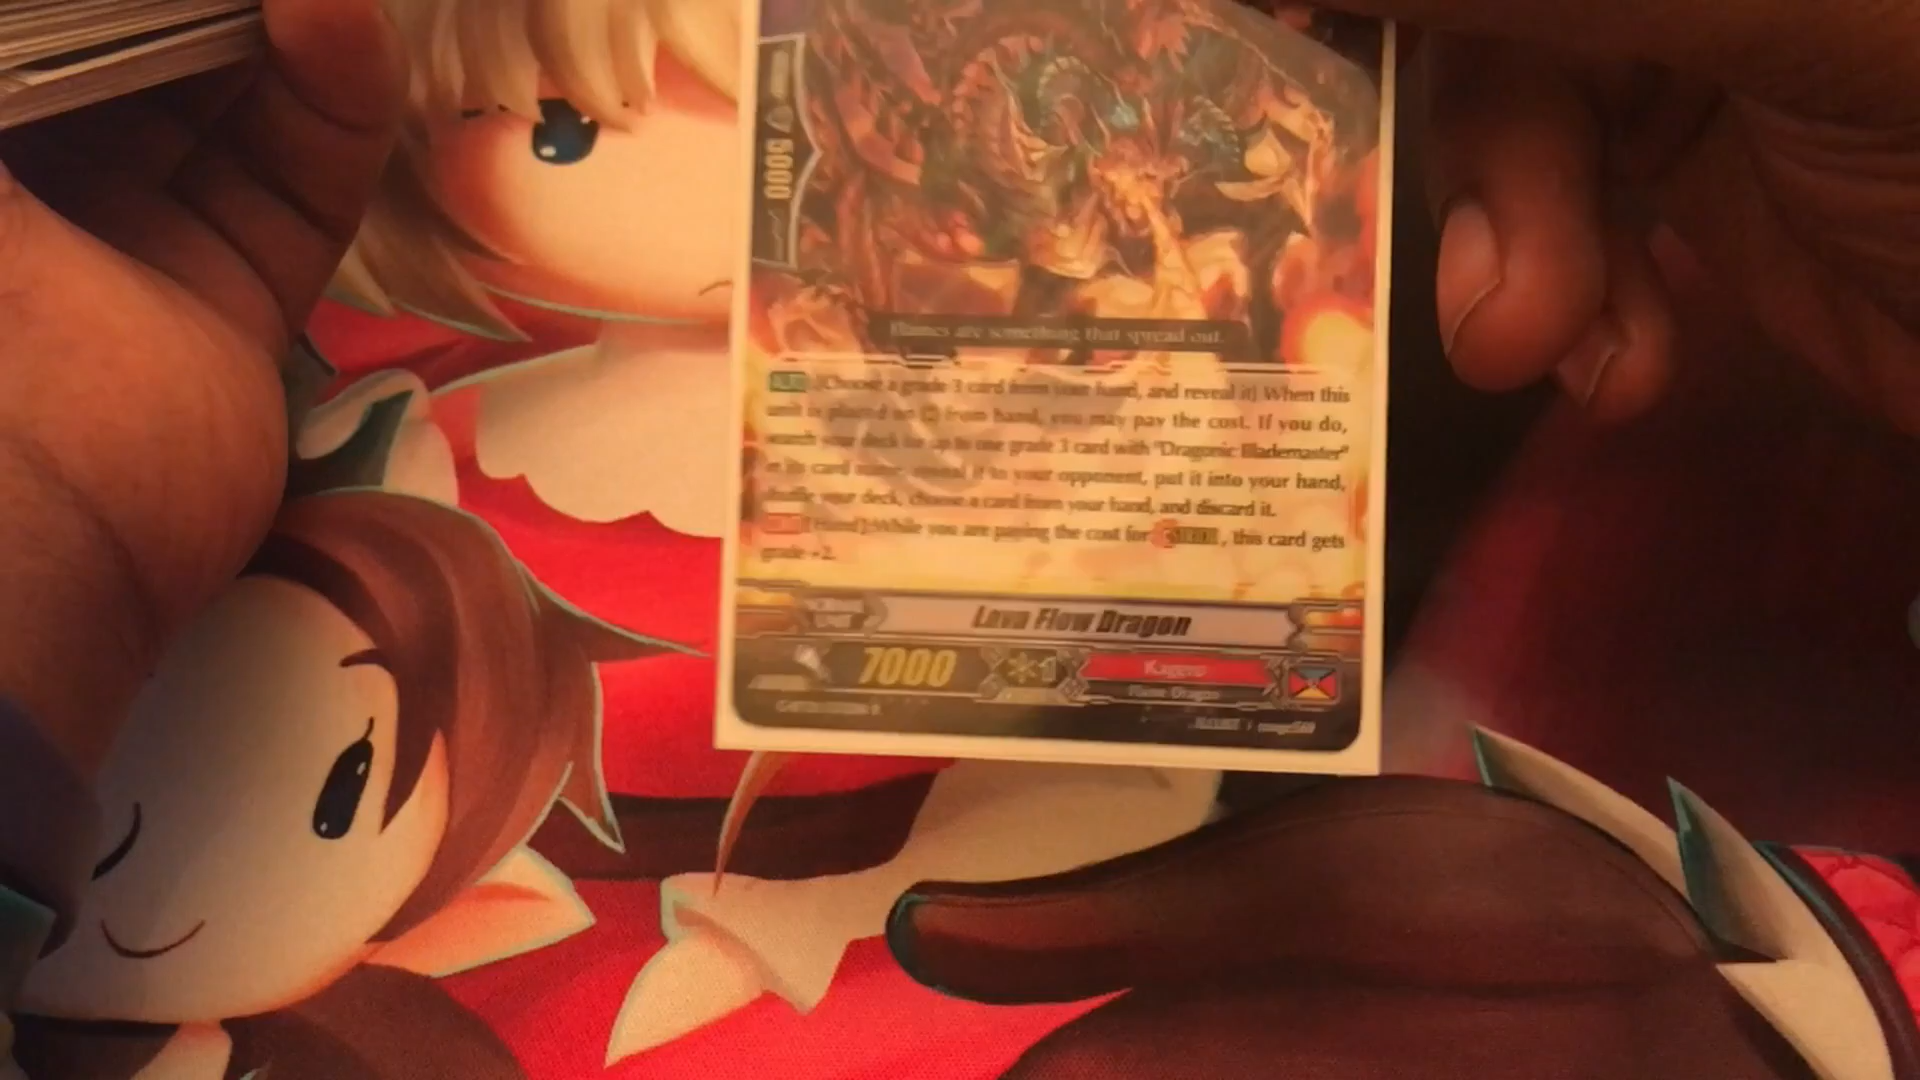 5000
Flames are something that spread out.
AUTO:[Choose a grade 3 card from your hand, and reveal it] When this
unit is placed on (C) from hand, you may pay the cost. If you do,
search your deck for up to one grade 3 card with "Dragonic Blademaster"
in its card name, reveal it to your opponent, put it into your hand,
shuffle your deck, choose a card from your hand, and discard it.
[Hand]:While you are paying the cost for , this card gets
grade +2.
Lava Flow Dragon
7000
1
Kagero
Flame Dragon